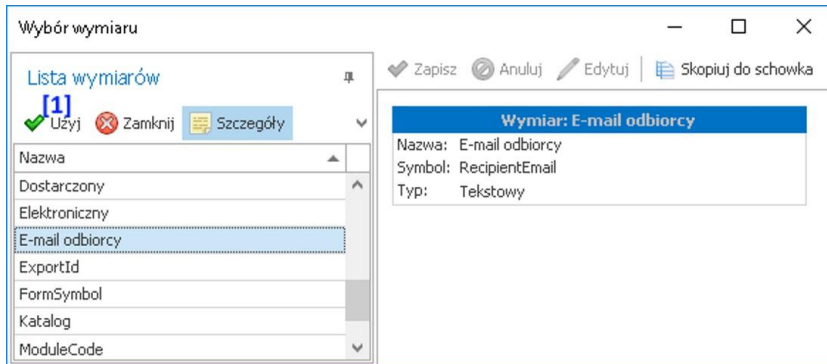 Wybór wymiaru
Lista wymiarów
[1]
Użyj Zamknij Szczegóły
Nazwa
Dostarczony
Elektroniczny
E-mail odbiorcy
ExportId
FormSymbol
Katalog
ModuleCode
Zapisz Anuluj Edytuj Skopiuj do schowka
Wymiar: E-mail odbiorcy
Nazwa: E-mail odbiorcy
Symbol: RecipientEmail
Typ: Tekstowy